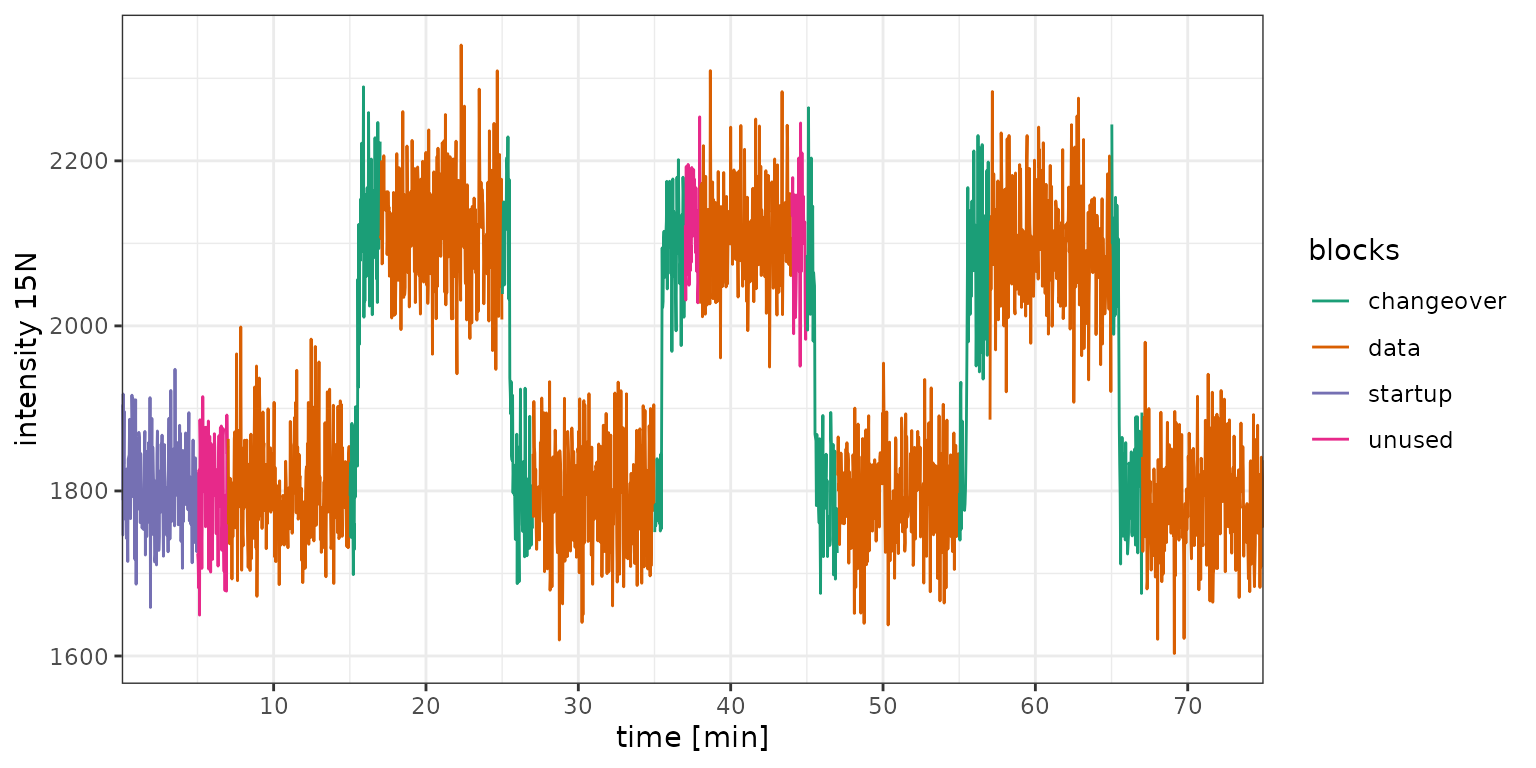 intensity 15N
2200
2000
1800
1600
10 20 30 40 50 60 70
time [min]
blocks
changeover
data
startup
unused